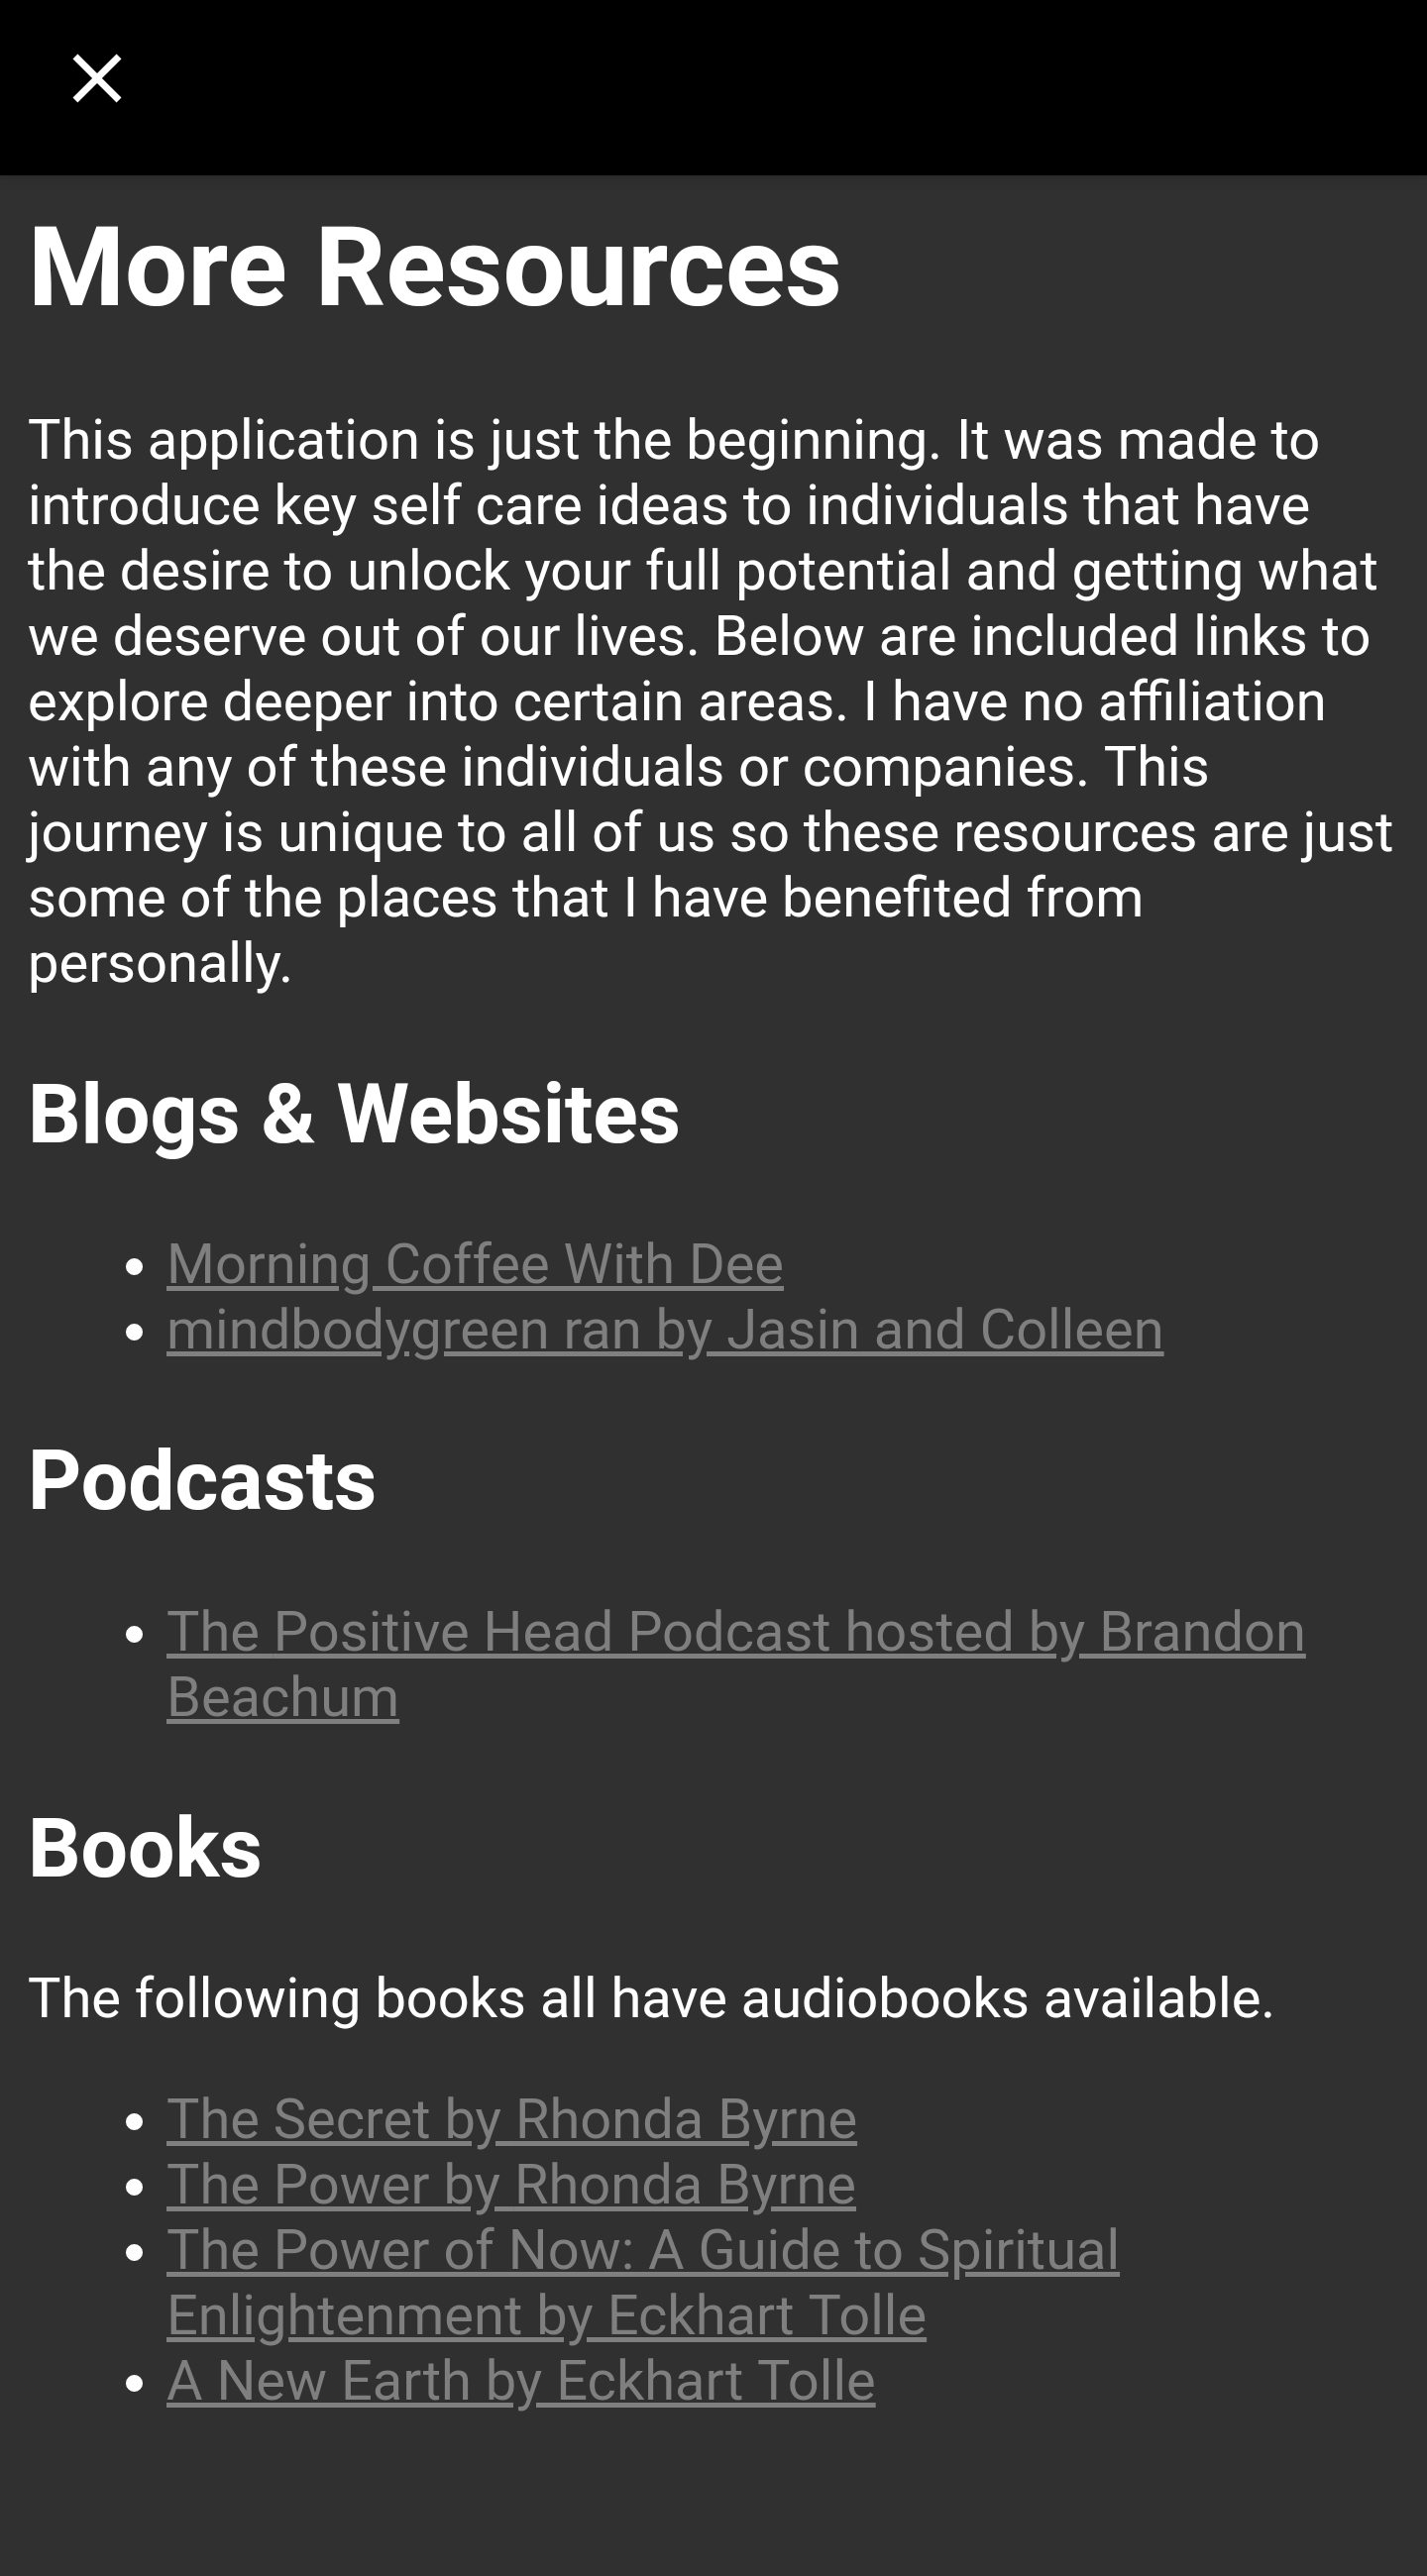 More Resources
This application is just the beginning. It was made to
introduce key self care ideas to individuals that have
the desire to unlock your full potential and getting what
we deserve out of our lives. Below are included links to
explore deeper into certain areas. I have no affiliation
with any of these individuals or companies. This
journey is unique to all of us so these resources are just
some of the places that I have benefited from
personally.
Blogs & Websites
• Morning Coffee With Dee
• mindbodygreen ran by Jasin and Colleen
Podcasts
• The Positive Head Podcast hosted by Brandon
Beachum
Books
The following books all have audiobooks available.
• The Secret by Rhonda Byrne
• The Power by Rhonda Byrne
• The Power of Now: A Guide to Spiritual
Enlightenment by Eckhart Tolle
• A New Earth by Eckhart Tolle